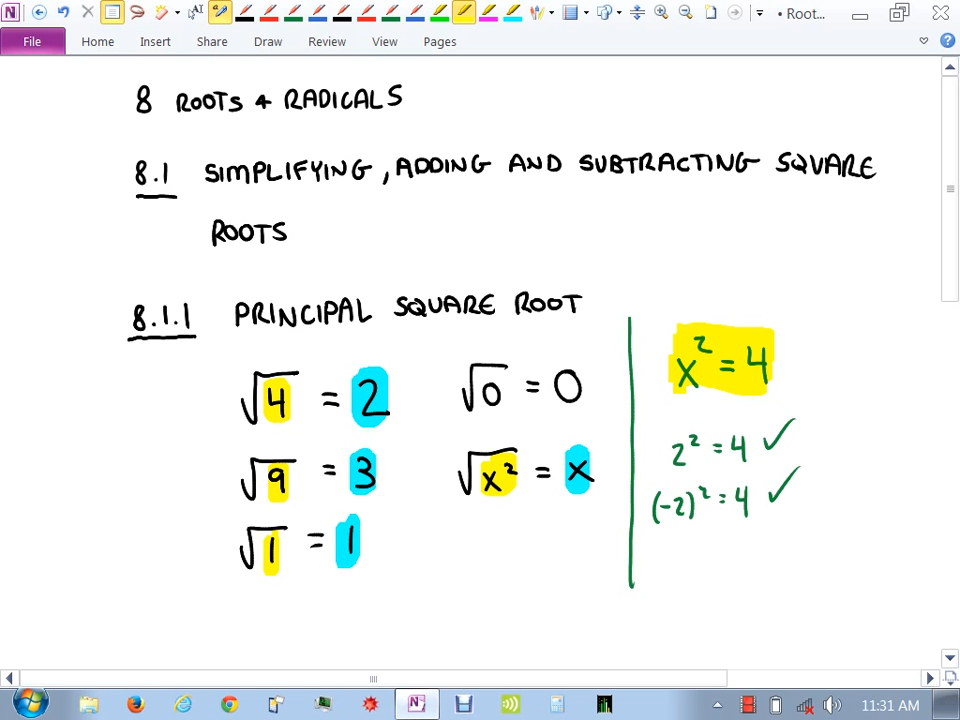 • Root...
File Home Insert Share Draw Review View Pages
8 ROOTS + RADICALS
8.1 SIMPLIFYING, ADDING AND SUBTRACTING SQUARE
ROOTS
8.1.1 PRINCIPAL SQUARE ROOT
√4 = 2
√9 = 3
√1 = 1
√0 = 0
√x² = x
x² = 4
2² = 4 ✓
(-2)² = 4 ✓
11:31 AM